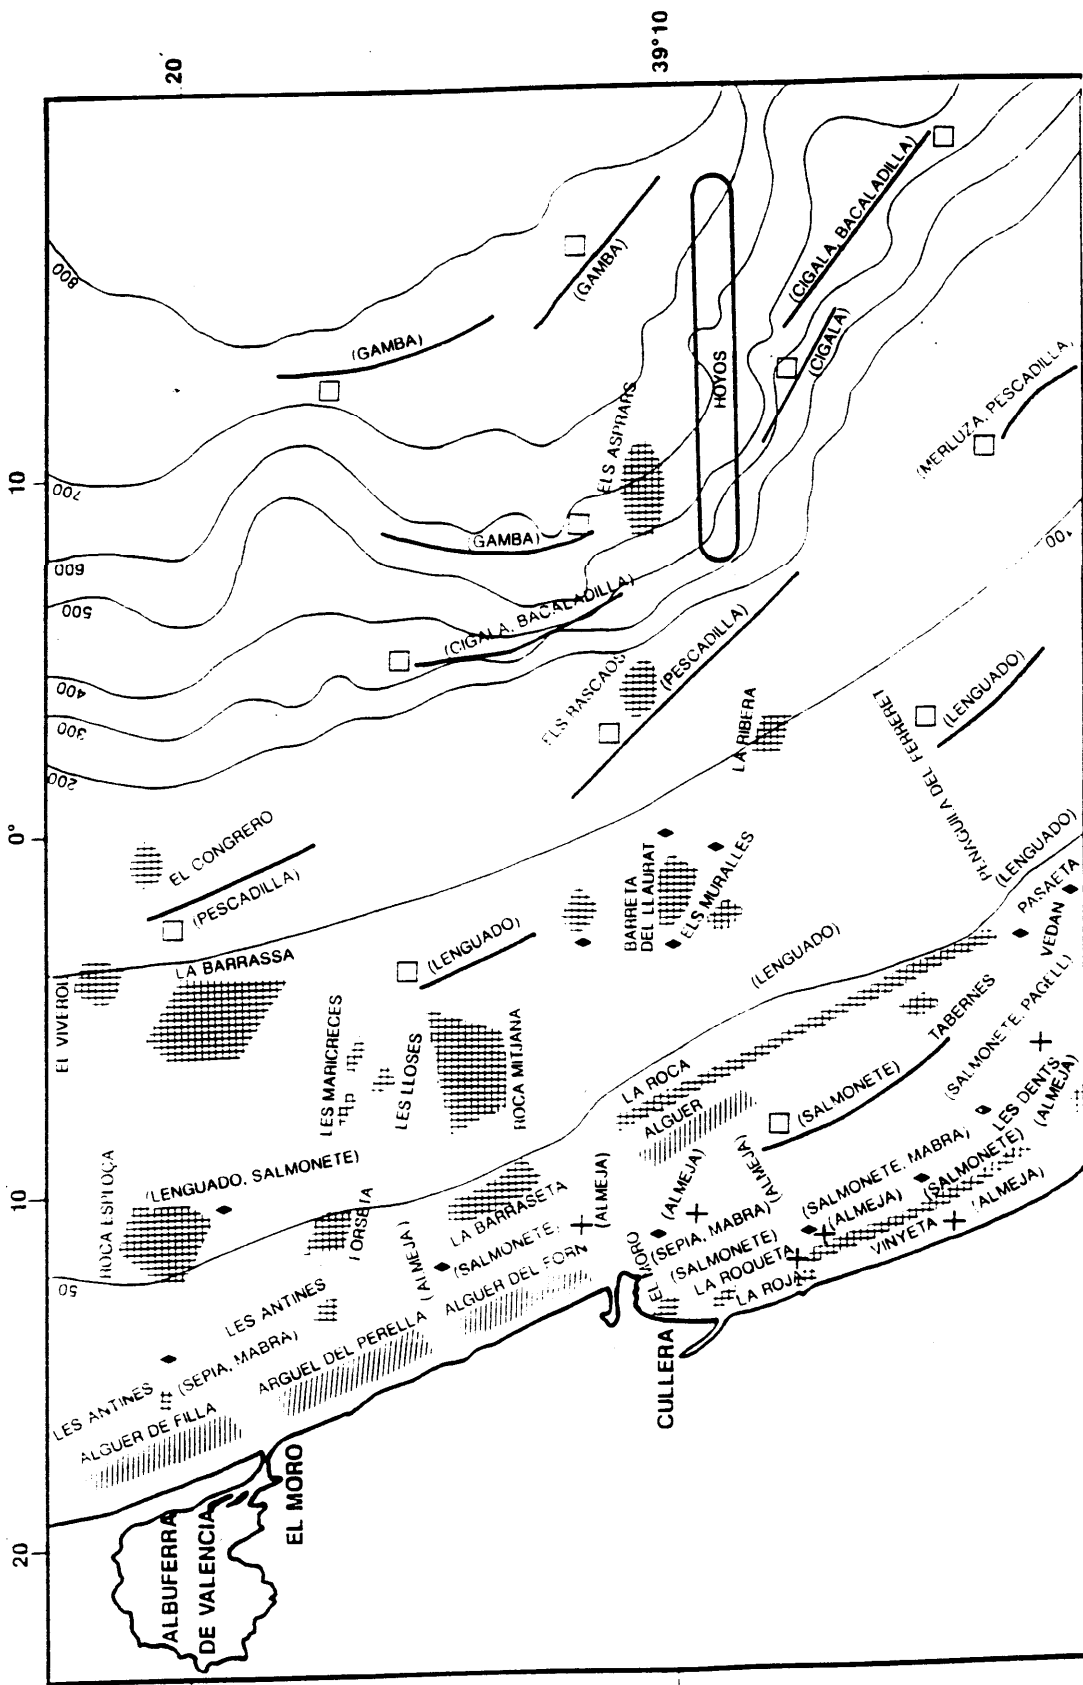 20
39°10
10
0°
10
20
800
700
600
500
400
300
200
100
50
(GAMBA)
(GAMBA)
(GAMBA)
(CIGALA, BACALADILLA)
(CIGALA)
HOYOS
ELS ASPRARS
(CIGALA, BACALADILLA)
(MERLUZA, PESCADILLA)
ELS RASCAOS
(PESCADILLA)
LA RIBERA
(LENGUADO)
PENAGUILA DEL FERRERET
(LENGUADO)
EL CONGRERO
(PESCADILLA)
EL VIVEROL
LA BARRASSA
(LENGUADO)
BARRETA
DEL LLAURAT
ELS MURALLES
(LENGUADO)
PASAETA
VEDAN
LES MARICRECES
LES LLOSES
ROCA MITJANA
LA ROCA
ALGUER
(SALMONETE)
TABERNES
(SALMONETE, PAGELL)
LES DENTS
(ALMEJA)
ROCA ESPIOÇA
(LENGUADO, SALMONETE)
L'ORSETA
(ALMEJA)
LA BARRASETA
(SALMONETE,
(ALMEJA)
(ALMEJA)
(ALMEJA)
(SALMONETE, MABRA)
(ALMEJA)
(SALMONETE)
(ALMEJA)
VINYETA
EL MORO
(SEPIA, MABRA)
(SALMONETE)
LA ROQUETA
LA ROJA
LES ANTINES
LES ANTINES
(SEPIA, MABRA)
ALGUER DE FILLA
ARGUEL DEL PERELLA
ALGUER DEL FORN
CULLERA
EL MORO
ALBUFERRA
DE VALENCIA